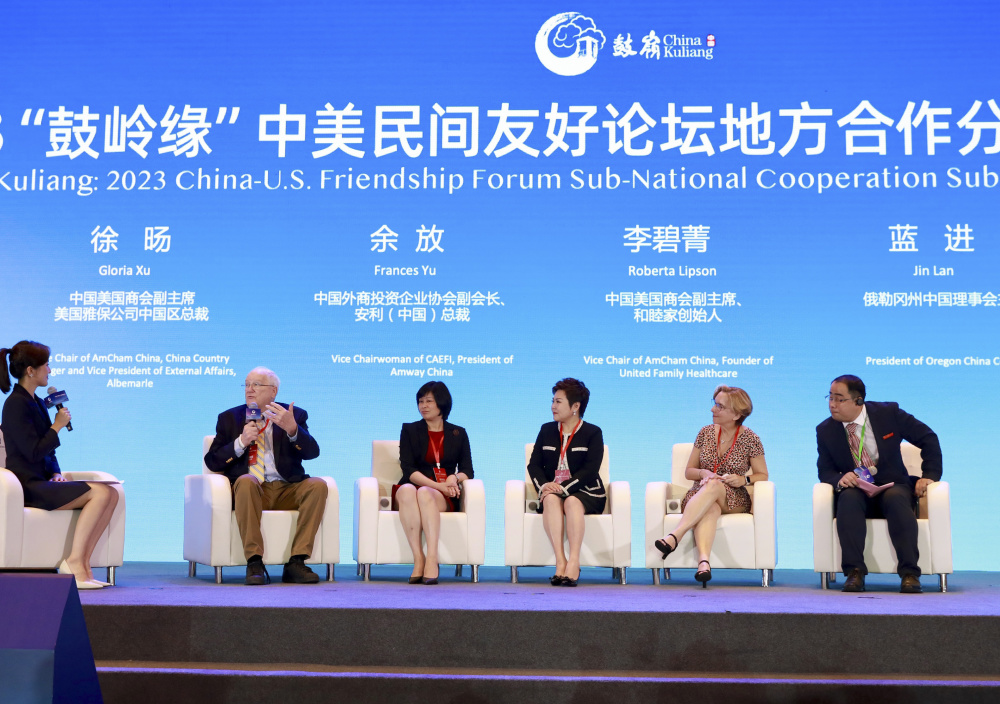 鼓嶺 China
Kuliang
“鼓岭缘”中美民间友好论坛地方合作分
Kuliang: 2023 China-U.S. Friendship Forum Sub-National Cooperation Sub
徐 旸
Gloria Xu
中国美国商会副主席
美国雅保公司中国区总裁
Chair of AmCham China, China Country
ger and Vice President of External Affairs,
Albemarle
余 放
Frances Yu
中国外商投资企业协会副会长、
安利（中国）总裁
Vice Chairwoman of CAEFI, President of
Amway China
李碧菁
Roberta Lipson
中国美国商会副主席、
和睦家创始人
Vice Chair of AmCham China, Founder of
United Family Healthcare
蓝 进
Jin Lan
俄勒冈州中国理事会
President of Oregon China C